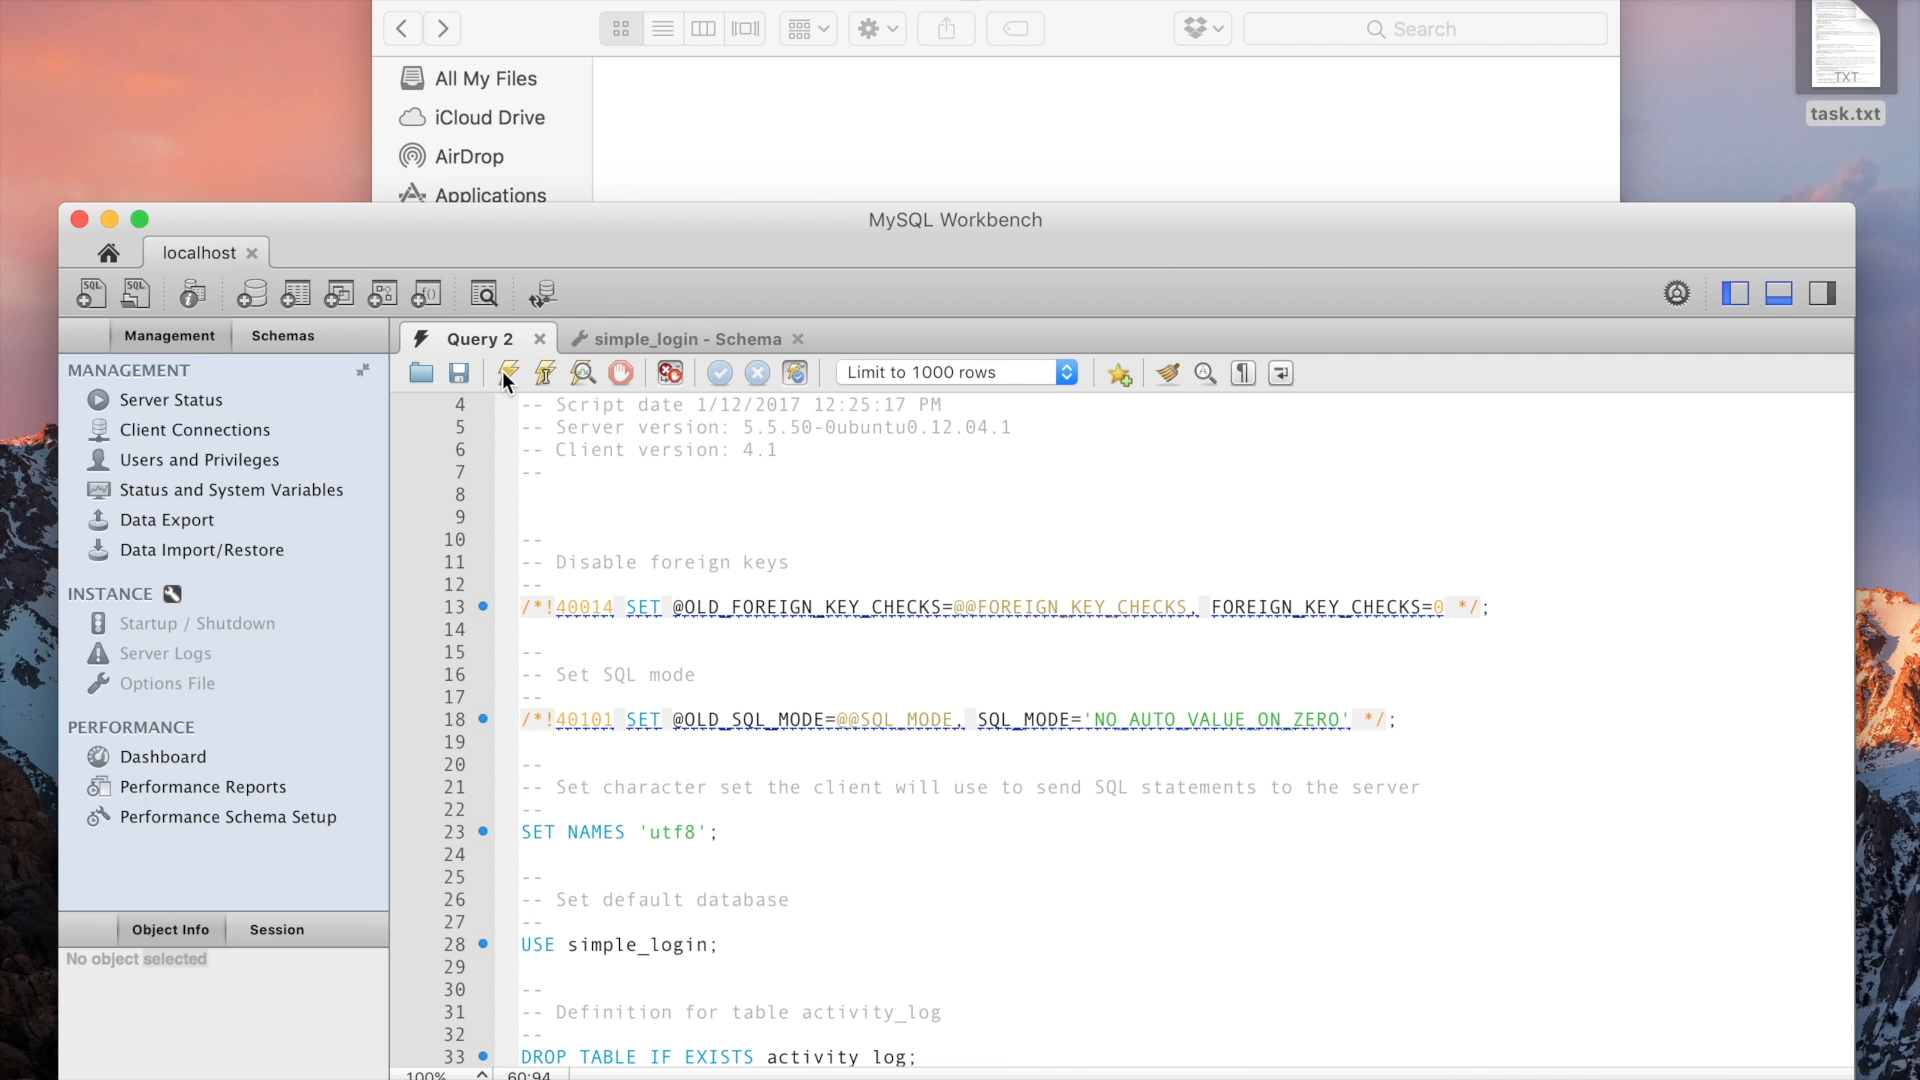 Search
All My Files
iCloud Drive
AirDrop
Applications
TXT
task.txt
MySQL Workbench
localhost
SQL
SQL
Management
Schemas
Query 2
simple_login - Schema
Limit to 1000 rows
MANAGEMENT
Server Status
Client Connections
Users and Privileges
Status and System Variables
Data Export
Data Import/Restore
INSTANCE
Startup / Shutdown
Server Logs
Options File
PERFORMANCE
Dashboard
Performance Reports
Performance Schema Setup
Object Info
Session
No object selected
4 -- Script date 1/12/2017 12:25:17 PM
5 -- Server version: 5.5.50-0ubuntu0.12.04.1
6 -- Client version: 4.1
7 --
8
9
10 --
11 -- Disable foreign keys
12 --
13 /*!40014 SET @OLD_FOREIGN_KEY_CHECKS=@@FOREIGN_KEY_CHECKS, FOREIGN_KEY_CHECKS=0 */;
14
15 --
16 -- Set SQL mode
17 --
18 /*!40101 SET @OLD_SQL_MODE=@@SQL_MODE, SQL_MODE='NO_AUTO_VALUE_ON_ZERO' */;
19
20 --
21 -- Set character set the client will use to send SQL statements to the server
22 --
23 SET NAMES 'utf8';
24
25 --
26 -- Set default database
27 --
28 USE simple_login;
29
30 --
31 -- Definition for table activity_log
32 --
33 DROP TABLE IF EXISTS activity_log;
100%
60:94